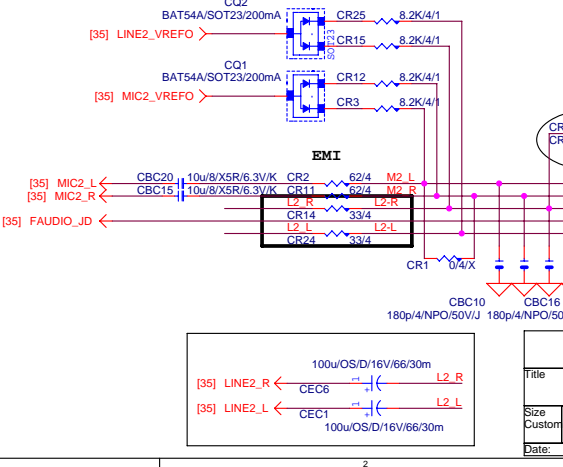 CQ2
BAT54A/SOT23/200mA
CR25 8.2K/4/1
[35] LINE2_VREFO
SOT23
CR15 8.2K/4/1
CQ1
BAT54A/SOT23/200mA
CR12 8.2K/4/1
[35] MIC2_VREFO
CR3 8.2K/4/1
EMI
CR
CR
[35] MIC2_L CBC20 10u/8/X5R/6.3V/K CR2 62/4 M2_L
[35] MIC2_R CBC15 10u/8/X5R/6.3V/K CR11 62/4 M2_R
L2_R L2-R
[35] FAUDIO_JD
CR14 33/4
L2_L L2-L
CR24 33/4
CR1 0/4/X
CBC10 CBC16
180p/4/NPO/50V/J 180p/4/NPO/50
100u/OS/D/16V/66/30m
[35] LINE2_R 1 L2_R
+
CEC6
[35] LINE2_L 1 L2_L
+
CEC1
100u/OS/D/16V/66/30m
Title
Size
Custom
Date:
2